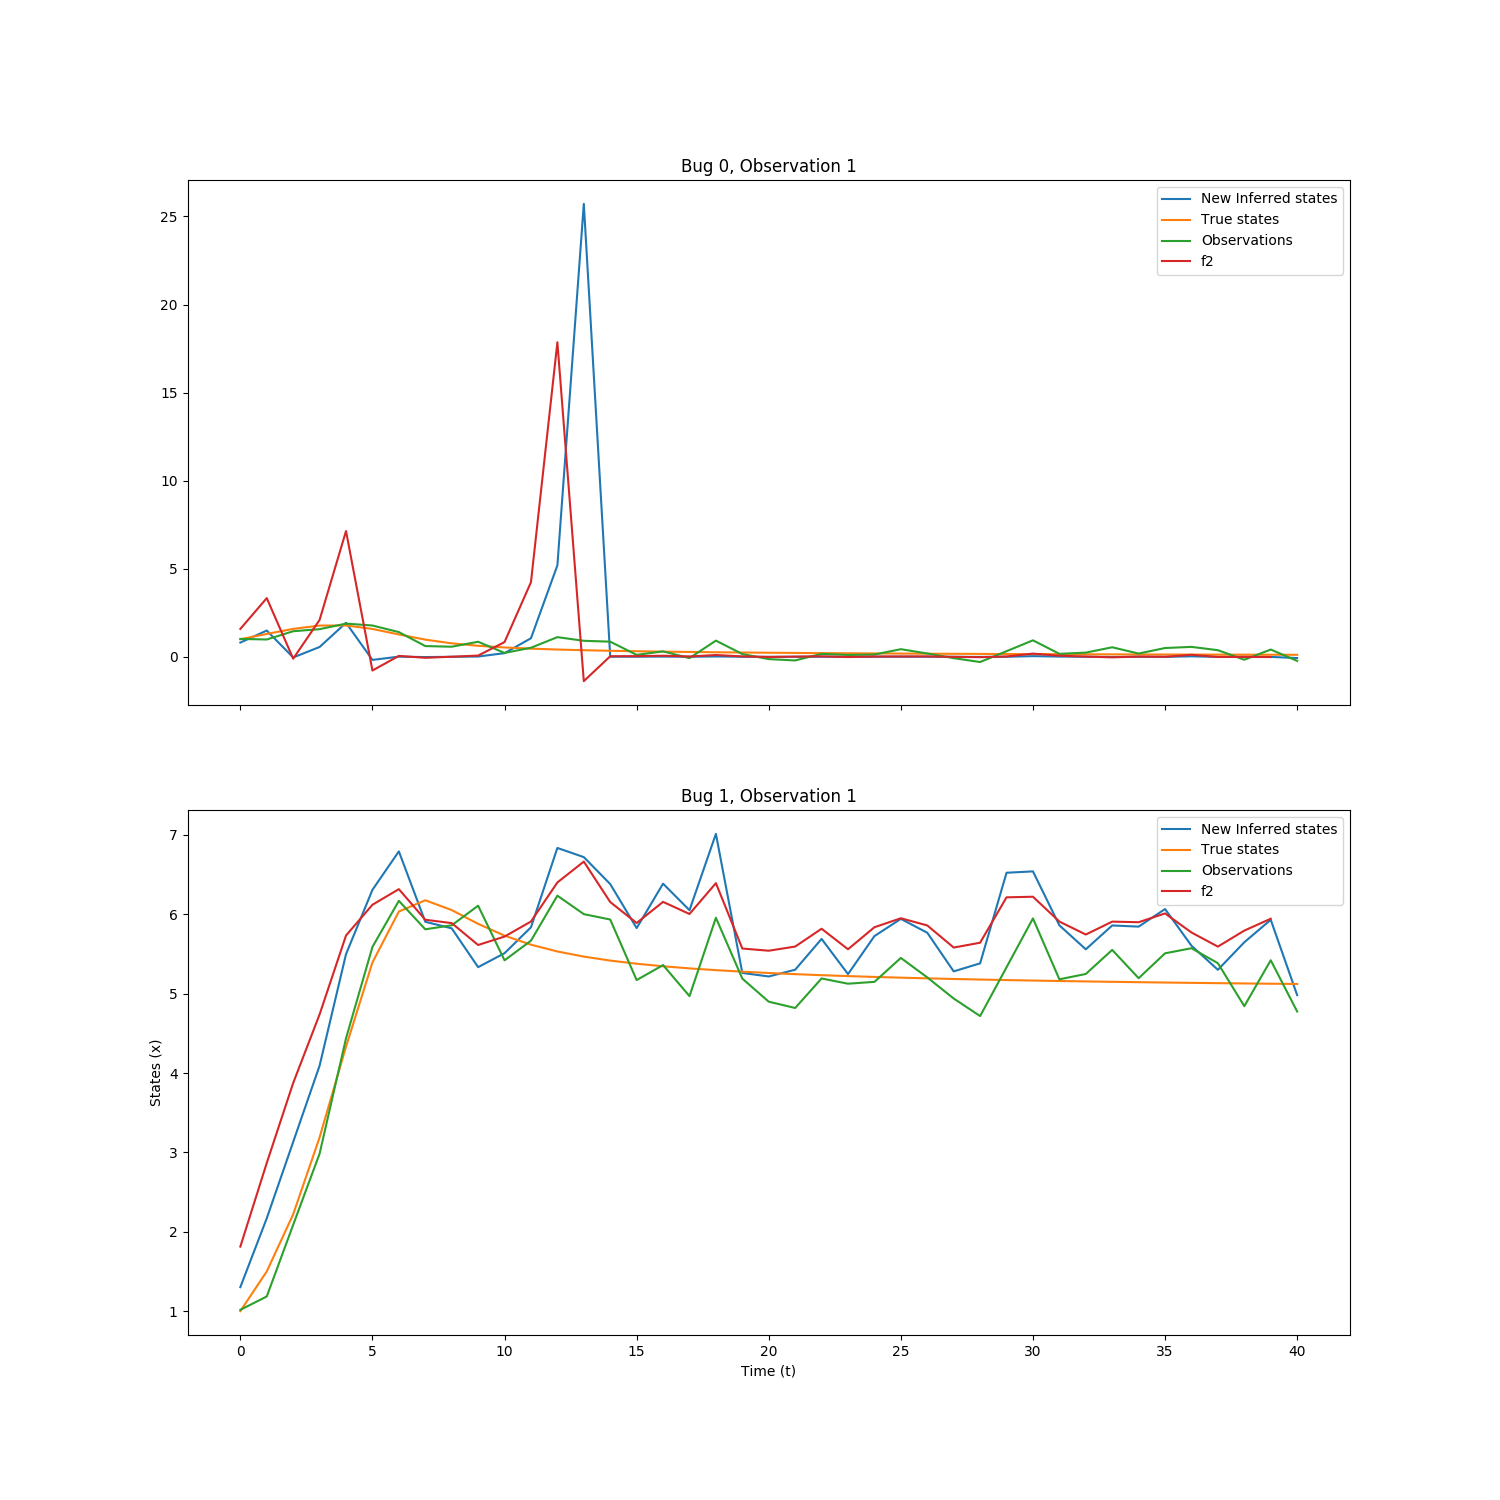 Bug 0, Observation 1
New Inferred states
True states
Observations
f2
25
20
15
10
5
0
Bug 1, Observation 1
New Inferred states
True states
Observations
f2
7
6
5
4
3
2
1
States (x)
0 5 10 15 20 25 30 35 40
Time (t)